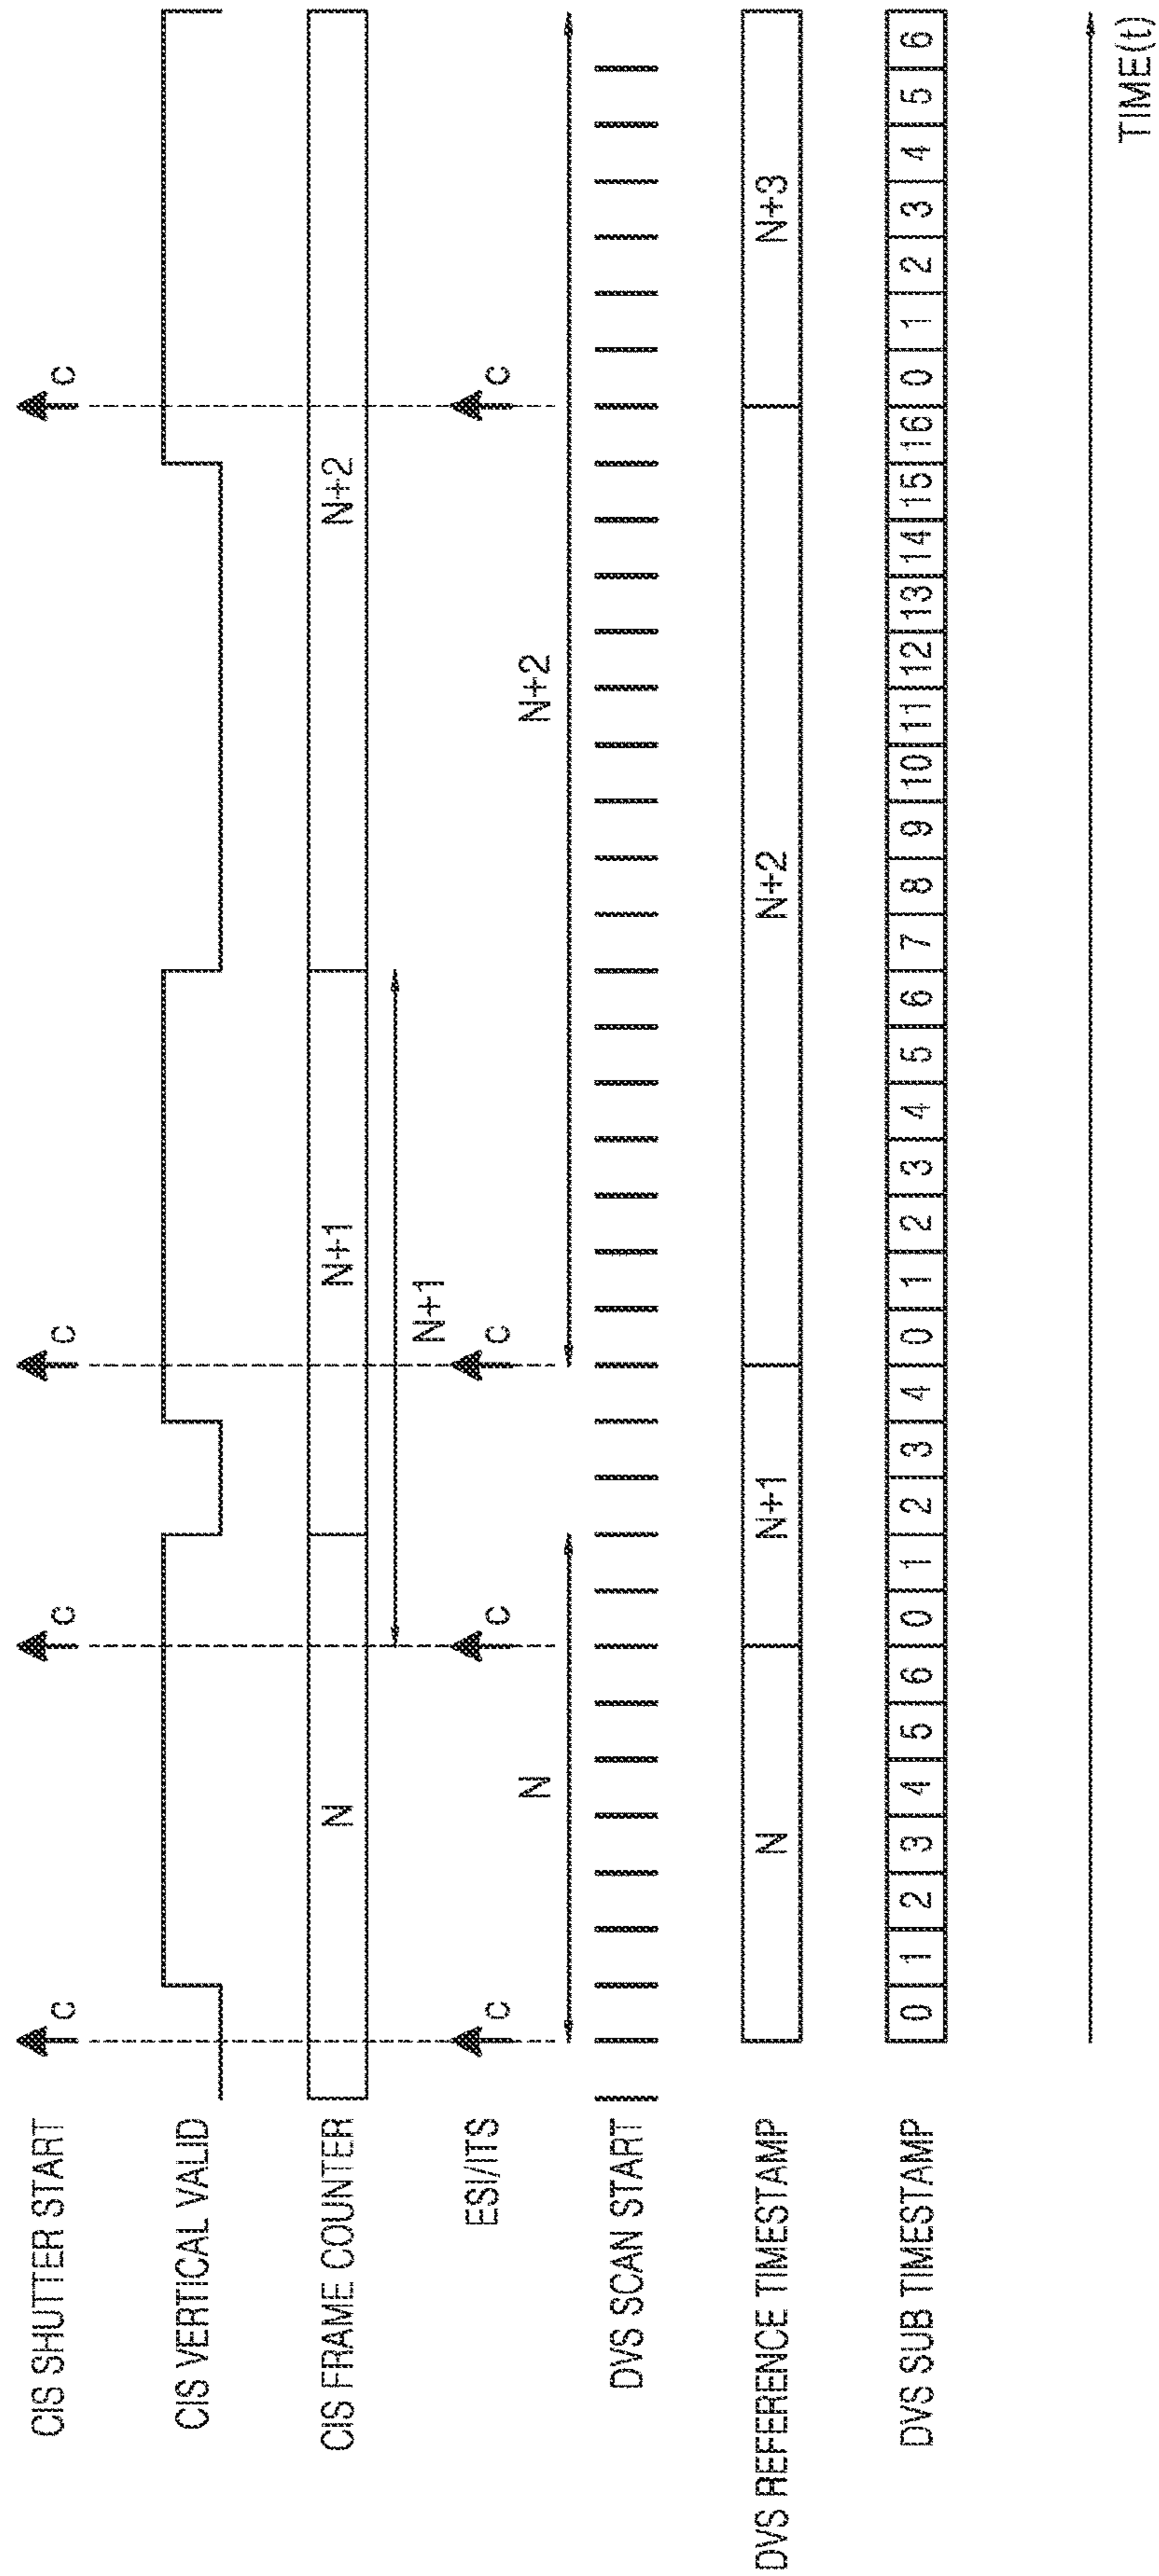 CIS SHUTTER START
C
C
C
C
CIS VERTICAL VALID
CIS FRAME COUNTER
N
N+1
N+2
N+1
ESI/ITS
C
C
C
C
N
N+2
DVS SCAN START
DVS REFERENCE TIMESTAMP
N
N+1
N+2
N+3
DVS SUB TIMESTAMP
0 1 2 3 4 5 6 0 1 2 3 4 0 1 2 3 4 5 6 7 8 9 10 11 12 13 14 15 16 0 1 2 3 4 5 6
TIME(t)